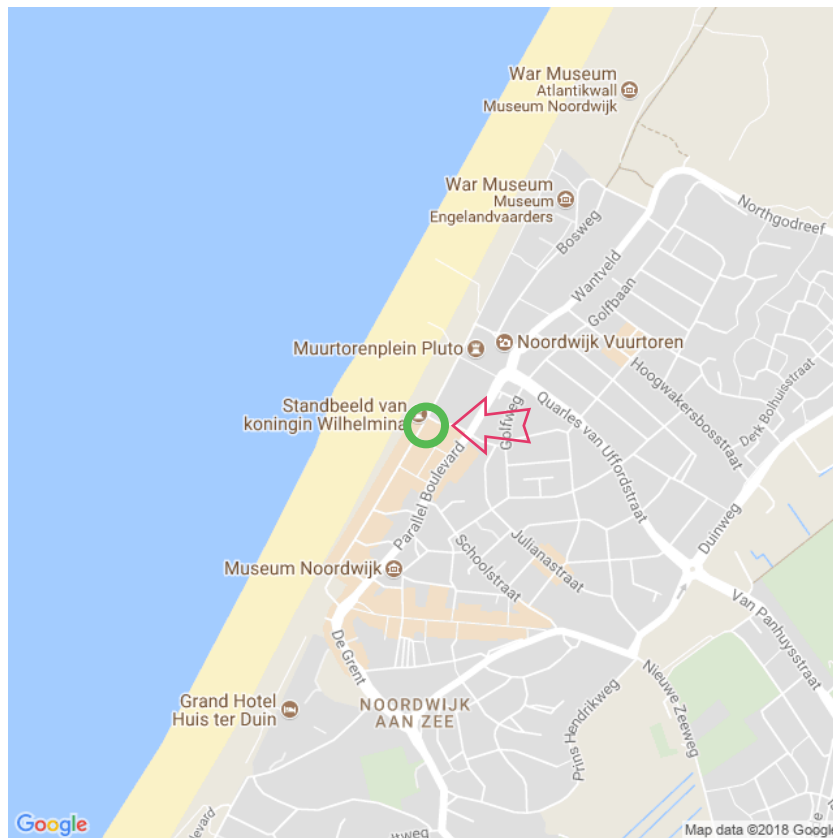 War Museum
Atlantikwall
Museum Noordwijk
War Museum
Museum
Engelandvaarders
Bosweg
Northgodreef
Wantveld
Golfbaan
Muurtorenplein Pluto
Noordwijk Vuurtoren
Hoogwakersbosstraat
Derk Bolhuisstraat
Standbeeld van
koningin Wilhelmina
Golfweg
Quarles van Uffordstraat
Parallel Boulevard
Duinweg
Schoolstraat
Julianastraat
Museum Noordwijk
Van Panhuysstraat
De Grent
Nieuwe Zeeweg
Prins Hendrikweg
Grand Hotel
Huis ter Duin
NOORDWIJK
AAN ZEE
Google
Map data ©2018 Google